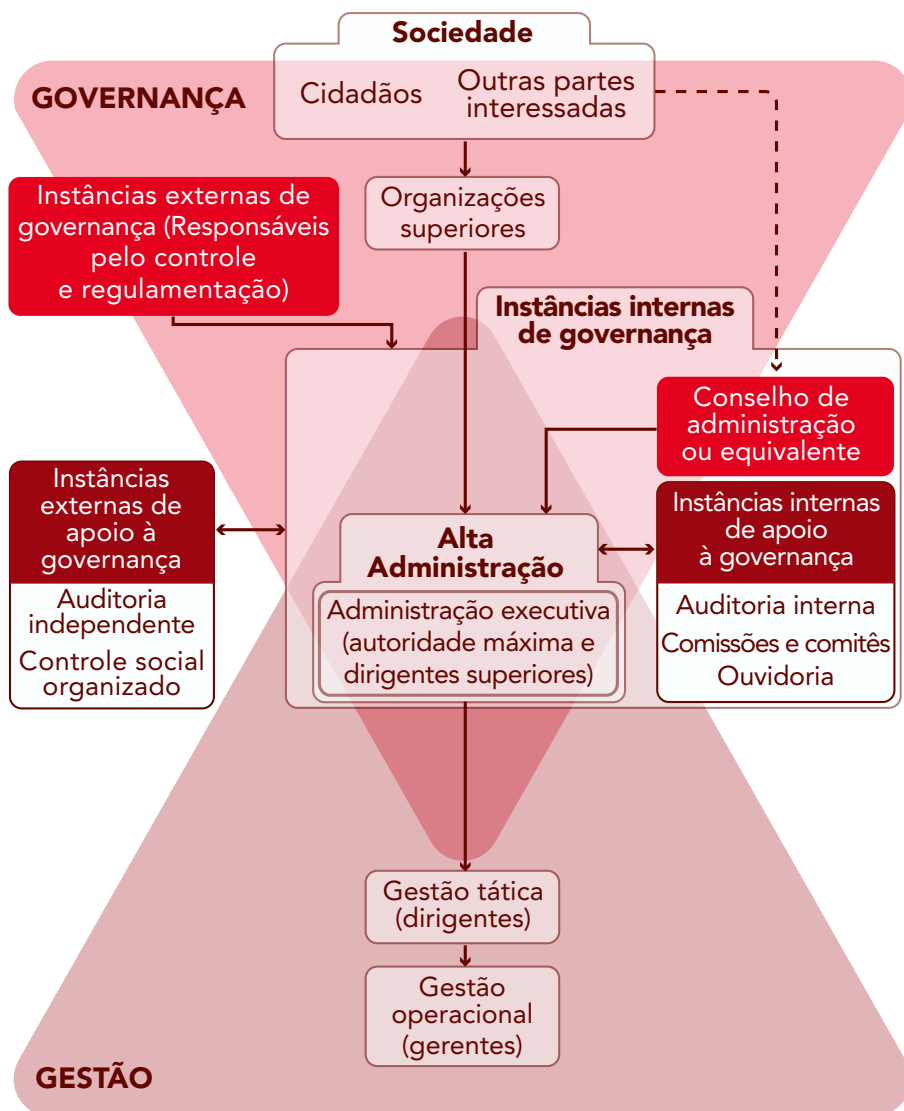 Sociedade
Cidadãos
Outras partes
interessadas
GOVERNANÇA
Instâncias externas de
governança (Responsáveis
pelo controle
e regulamentação)
Organizações
superiores
Instâncias internas
de governança
Conselho de
administração
ou equivalente
Instâncias
externas de
apoio à
governança
Auditoria
independente
Controle social
organizado
Alta
Administração
Administração executiva
(autoridade máxima e
dirigentes superiores)
Instâncias internas
de apoio
à governança
Auditoria interna
Comissões e comitês
Ouvidoria
Gestão tática
(dirigentes)
Gestão
operacional
(gerentes)
GESTÃO